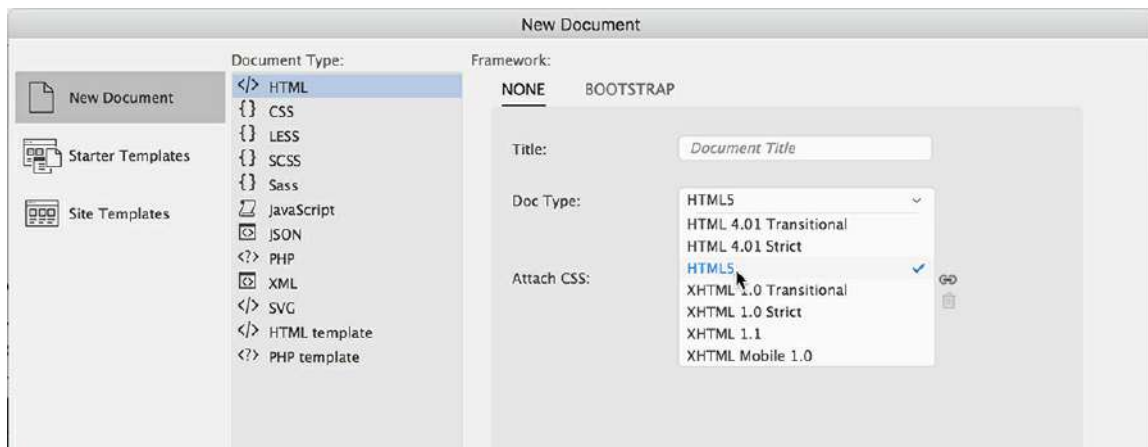 New Document
New Document
Starter Templates
Site Templates
Document Type:
</> HTML
{} CSS
{} LESS
{} SCSS
{} Sass
JavaScript
JSON
<?> PHP
XML
</> SVG
</> HTML template
<?> PHP template
Framework:
NONE BOOTSTRAP
Title: Document Title
Doc Type: HTML5
HTML 4.01 Transitional
HTML 4.01 Strict
HTML5
XHTML 1.0 Transitional
XHTML 1.0 Strict
XHTML 1.1
XHTML Mobile 1.0
Attach CSS: